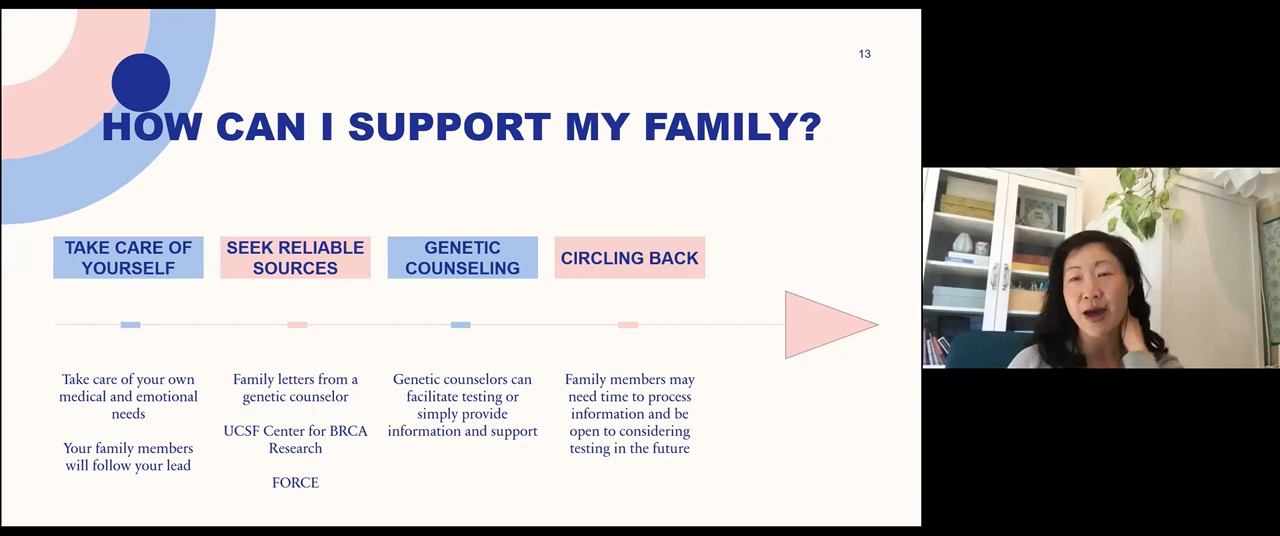 13
HOW CAN I SUPPORT MY FAMILY?
TAKE CARE OF
YOURSELF
SEEK RELIABLE
SOURCES
GENETIC
COUNSELING
CIRCLING BACK
Take care of your own
medical and emotional
needs
Your family members
will follow your lead
Family letters from a
genetic counselor
UCSF Center for BRCA
Research
FORCE
Genetic counselors can
facilitate testing or
simply provide
information and support
Family members may
need time to process
information and be
open to considering
testing in the future